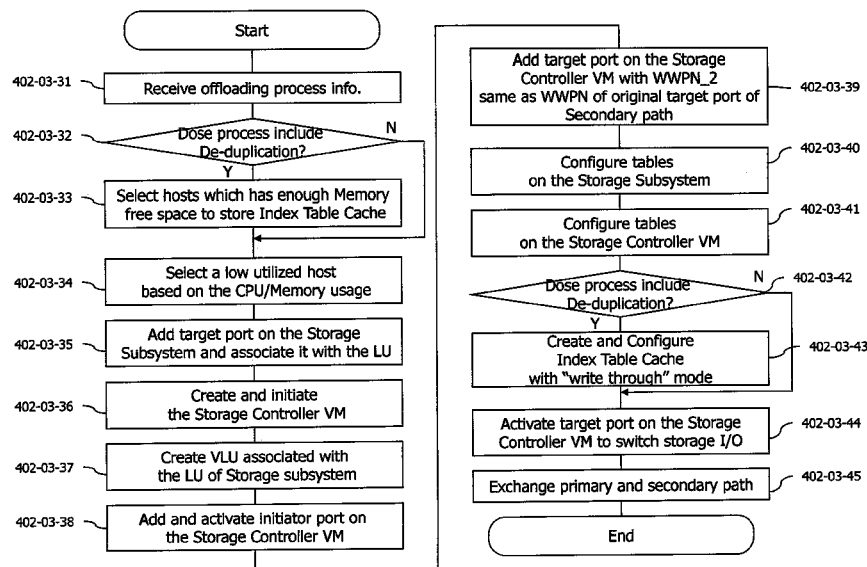 Start
402-03-31
Receive offloading process info.
402-03-32
Dose process include
De-duplication?
N
Y
402-03-33
Select hosts which has enough Memory
free space to store Index Table Cache
402-03-34
Select a low utilized host
based on the CPU/Memory usage
402-03-35
Add target port on the Storage
Subsystem and associate it with the LU
402-03-36
Create and initiate
the Storage Controller VM
402-03-37
Create VLU associated with
the LU of Storage subsystem
402-03-38
Add and activate initiator port on
the Storage Controller VM
Add target port on the Storage
Controller VM with WWPN_2
same as WWPN of original target port of
Secondary path
402-03-39
Configure tables
on the Storage Subsystem
402-03-40
Configure tables
on the Storage Controller VM
402-03-41
Dose process include
De-duplication?
N
402-03-42
Y
Create and Configure
Index Table Cache
with "write through" mode
402-03-43
Activate target port on the Storage
Controller VM to switch storage I/O
402-03-44
Exchange primary and secondary path
402-03-45
End